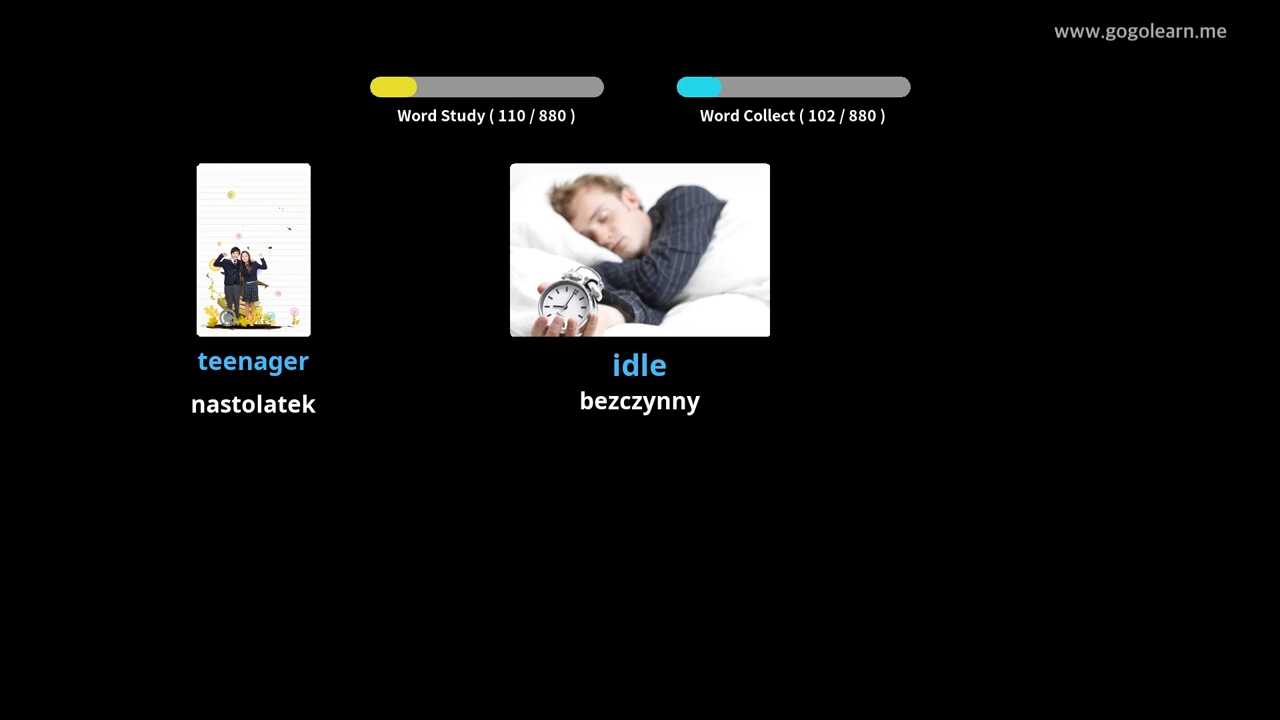 www.gogolearn.me
Word Study ( 110 / 880 )
Word Collect ( 102 / 880 )
teenager
nastolatek
idle
bezczynny